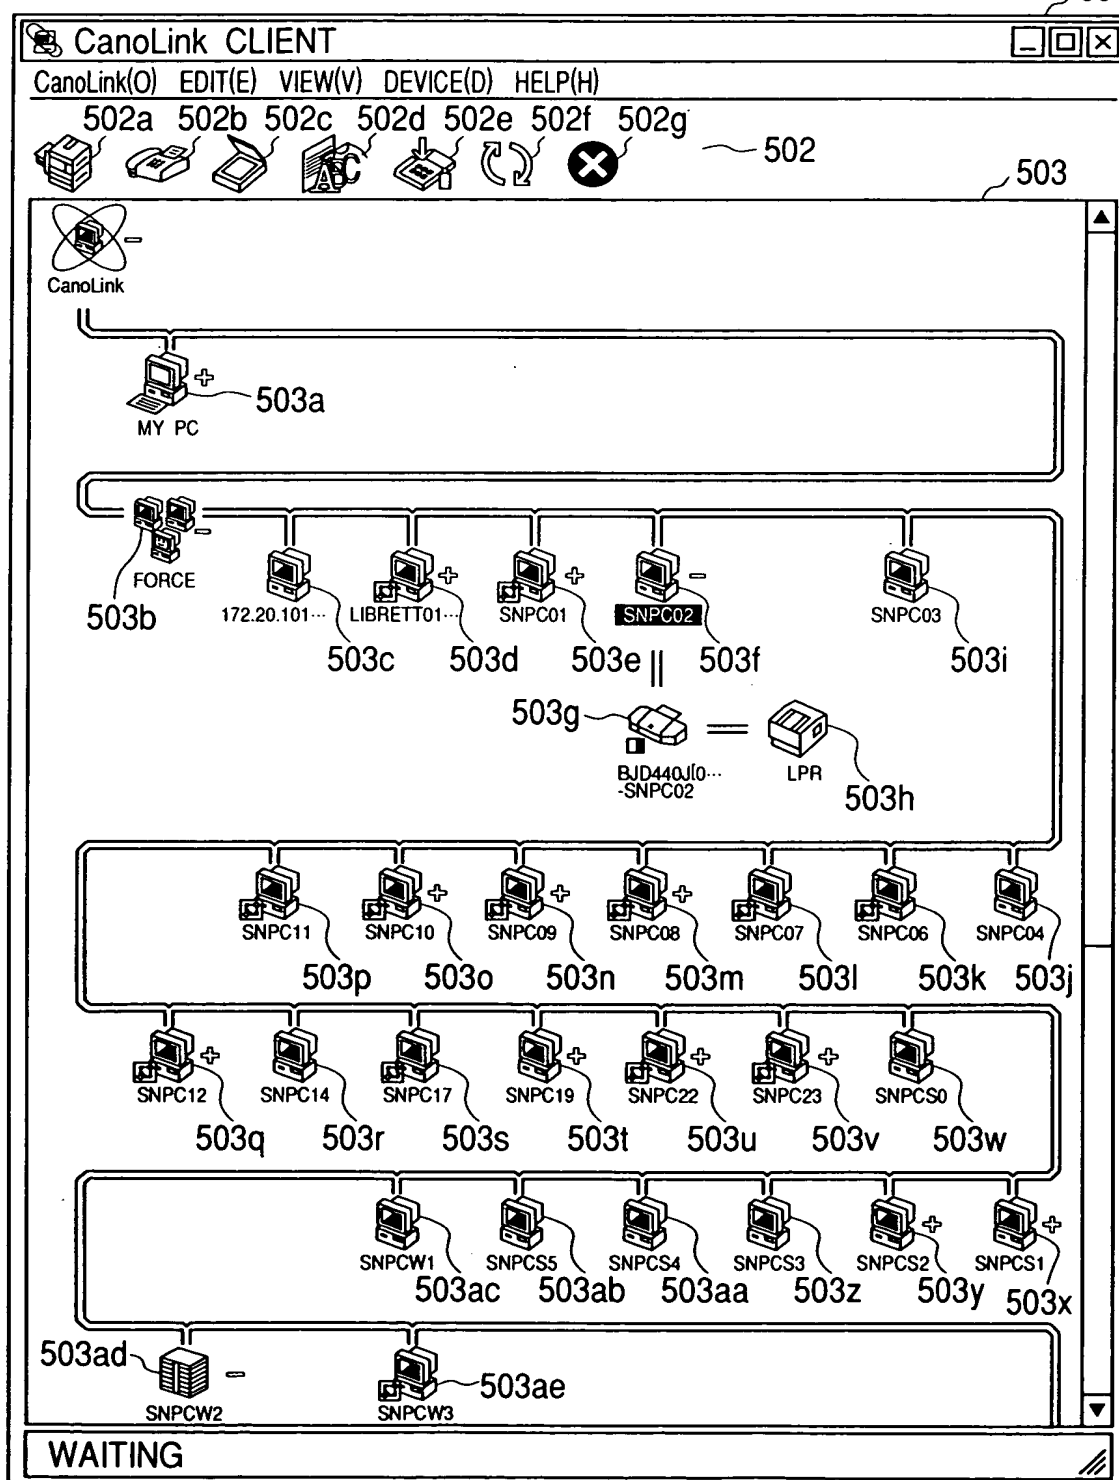 CanoLink CLIENT
CanoLink(O) EDIT(E) VIEW(V) DEVICE(D) HELP(H)
502a 502b 502c 502d 502e 502f 502g
502
503
CanoLink
503a
MY PC
FORCE
503b
172.20.101… LIBRETT01… SNPC01 SNPC02 SNPC03
503c 503d 503e 503f 503i
503g
BJD440J[0…
-SNPC02
LPR
503h
SNPC11 SNPC10 SNPC09 SNPC08 SNPC07 SNPC06 SNPC04
503p 503o 503n 503m 503l 503k 503j
SNPC12 SNPC14 SNPC17 SNPC19 SNPC22 SNPC23 SNPCS0
503q 503r 503s 503t 503u 503v 503w
SNPCW1 SNPCS5 SNPCS4 SNPCS3 SNPCS2 SNPCS1
503ac 503ab 503aa 503z 503y 503x
503ad
503ae
SNPCW2 SNPCW3
WAITING